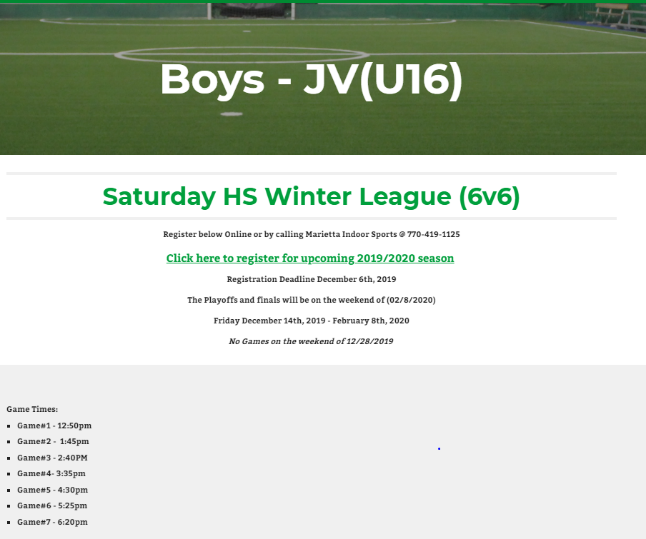 Boys - JV(U16)
Saturday HS Winter League (6v6)
Register below Online or by calling Marietta Indoor Sports @ 770-419-1125
Click here to register for upcoming 2019/2020 season
Registration Deadline December 6th, 2019
The Playoffs and finals will be on the weekend of (02/8/2020)
Friday December 14th, 2019 - February 8th, 2020
No Games on the weekend of 12/28/2019
Game Times:
▪ Game#1 - 12:50pm
▪ Game#2 -  1:45pm
▪ Game#3 - 2:40PM
▪ Game#4- 3:35pm
▪ Game#5 - 4:30pm
▪ Game#6 - 5:25pm
▪ Game#7 - 6:20pm